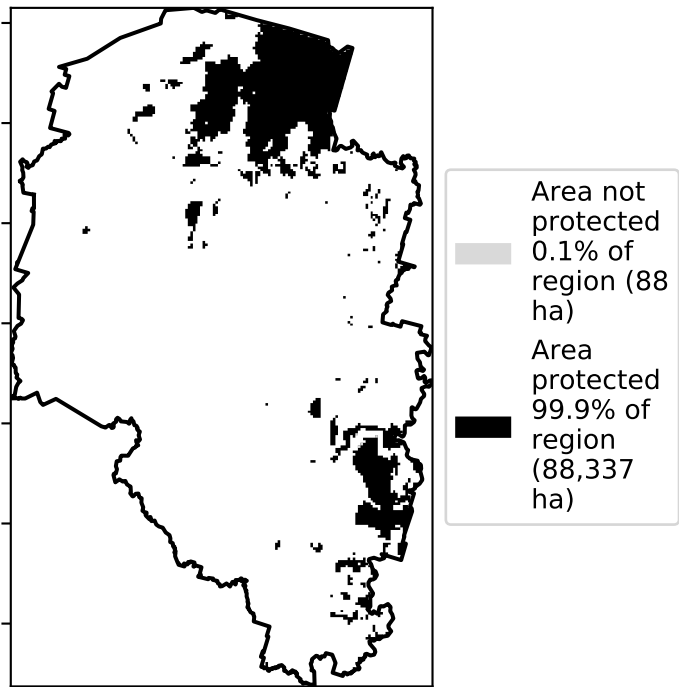 Area not
protected
0.1% of
region (88
ha)
Area
protected
99.9% of
region
(88,337
ha)